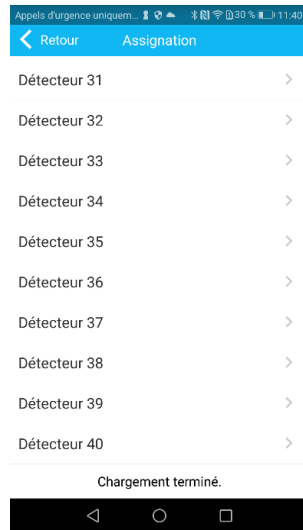 Appels d'urgence uniquem... 30 % 11:40
Retour Assignation
Détecteur 31
Détecteur 32
Détecteur 33
Détecteur 34
Détecteur 35
Détecteur 36
Détecteur 37
Détecteur 38
Détecteur 39
Détecteur 40
Chargement terminé.